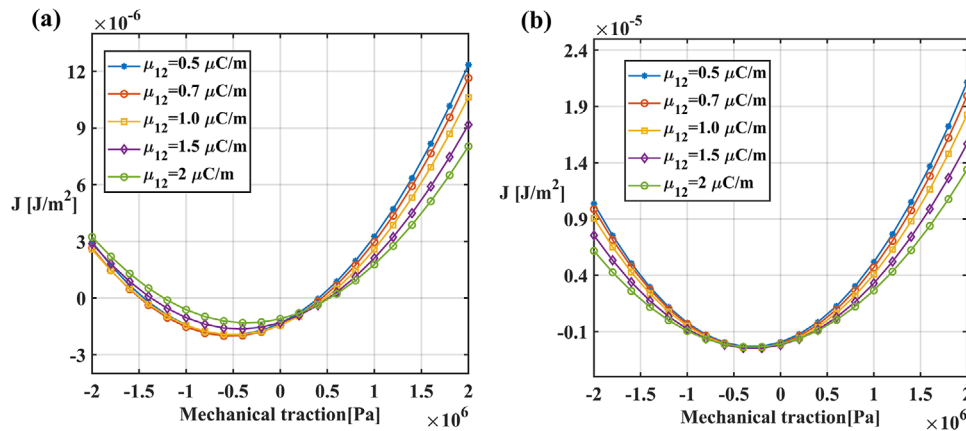 (a)
×10⁻⁶
12
9
6
3
0
-3
J [J/m²]
μ₁₂=0.5 μC/m
μ₁₂=0.7 μC/m
μ₁₂=1.0 μC/m
μ₁₂=1.5 μC/m
μ₁₂=2 μC/m
-2 -1.5 -1 -0.5 0 0.5 1 1.5 2
Mechanical traction[Pa]
×10⁶
(b)
×10⁻⁵
2.4
1.9
1.4
0.9
0.4
-0.1
J [J/m²]
μ₁₂=0.5 μC/m
μ₁₂=0.7 μC/m
μ₁₂=1.0 μC/m
μ₁₂=1.5 μC/m
μ₁₂=2 μC/m
-2 -1.5 -1 -0.5 0 0.5 1 1.5 2
Mechanical traction[Pa]
×10⁶